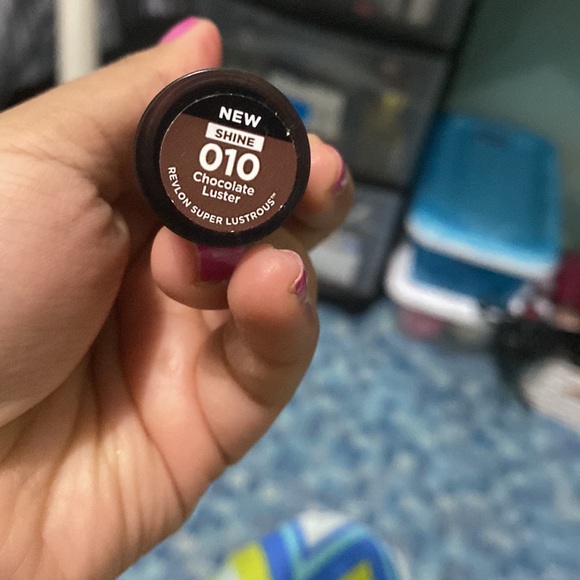 NEW
SHINE
010
Chocolate
Luster
REVLON SUPER LUSTROUS™